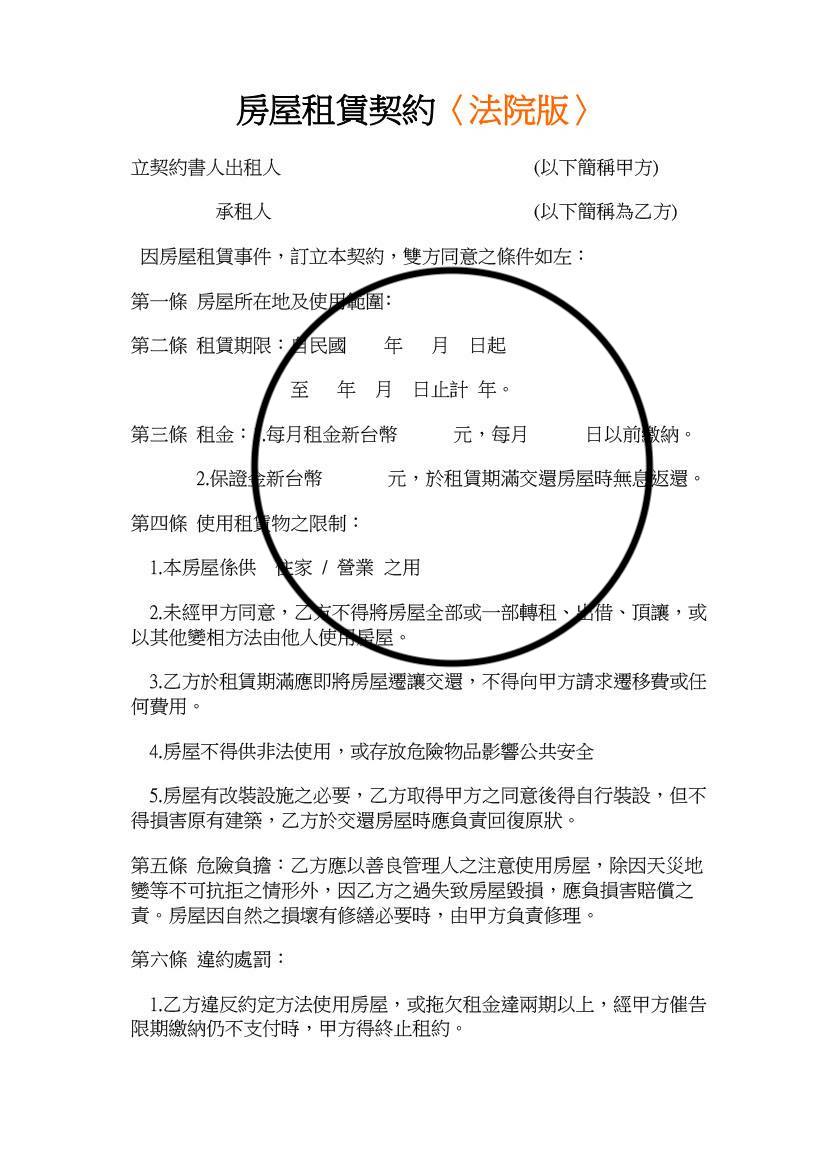 房屋租賃契約〈法院版〉
立契約書人出租人 (以下簡稱甲方)
承租人 (以下簡稱為乙方)
因房屋租賃事件，訂立本契約，雙方同意之條件如左：
第一條 房屋所在地及使用範圍:
第二條 租賃期限：自民國 年 月 日起
至 年 月 日止計 年。
第三條 租金：1.每月租金新台幣 元，每月 日以前繳納。
2.保證金新台幣 元，於租賃期滿交還房屋時無息返還。
第四條 使用租賃物之限制：
1.本房屋係供 住家 / 營業 之用
2.未經甲方同意，乙方不得將房屋全部或一部轉租、出借、頂讓，或
以其他變相方法由他人使用房屋。
3.乙方於租賃期滿應即將房屋遷讓交還，不得向甲方請求遷移費或任
何費用。
4.房屋不得供非法使用，或存放危險物品影響公共安全
5.房屋有改裝設施之必要，乙方取得甲方之同意後得自行裝設，但不
得損害原有建築，乙方於交還房屋時應負責回復原狀。
第五條 危險負擔：乙方應以善良管理人之注意使用房屋，除因天災地
變等不可抗拒之情形外，因乙方之過失致房屋毀損，應負損害賠償之
責。房屋因自然之損壞有修繕必要時，由甲方負責修理。
第六條 違約處罰：
1.乙方違反約定方法使用房屋，或拖欠租金達兩期以上，經甲方催告
限期繳納仍不支付時，甲方得終止租約。